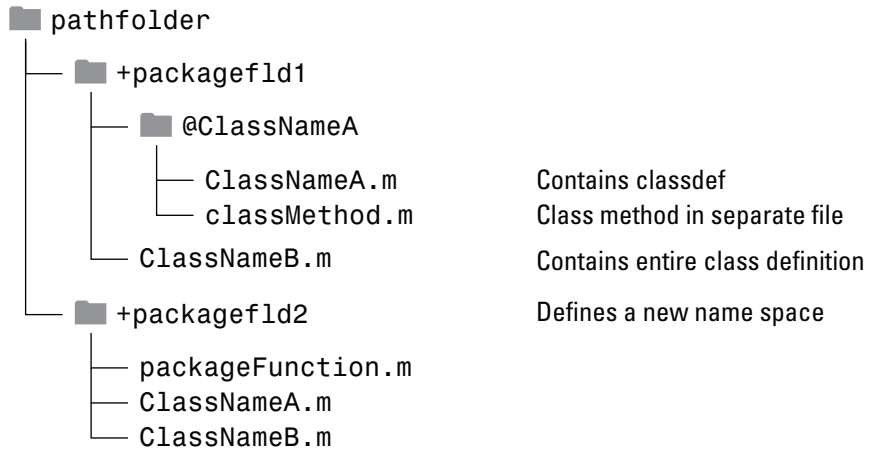 pathfolder
+packagefld1
@ClassNameA
ClassNameA.m Contains classdef
classMethod.m Class method in separate file
ClassNameB.m Contains entire class definition
+packagefld2 Defines a new name space
packageFunction.m
ClassNameA.m
ClassNameB.m